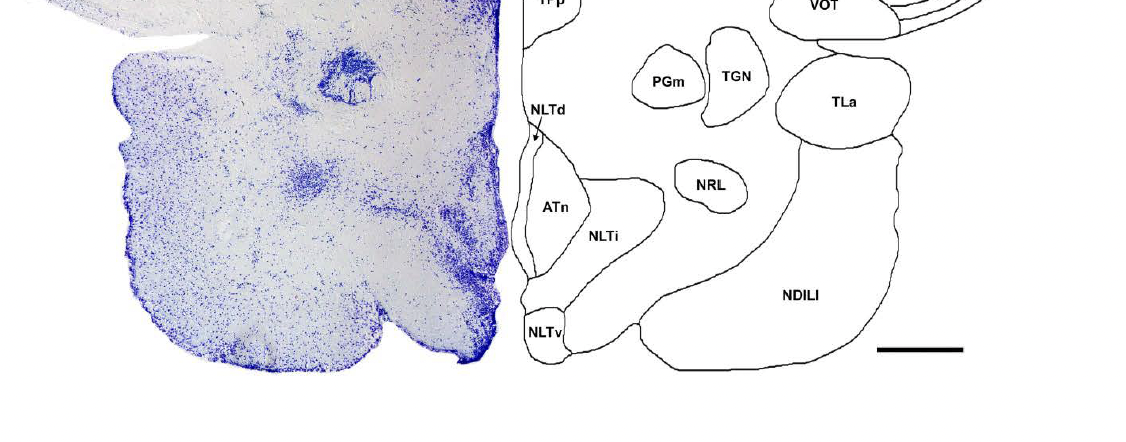 VOT
PGm
TGN
TLa
NLTd
NRL
ATn
NLTi
NDILI
NLTv